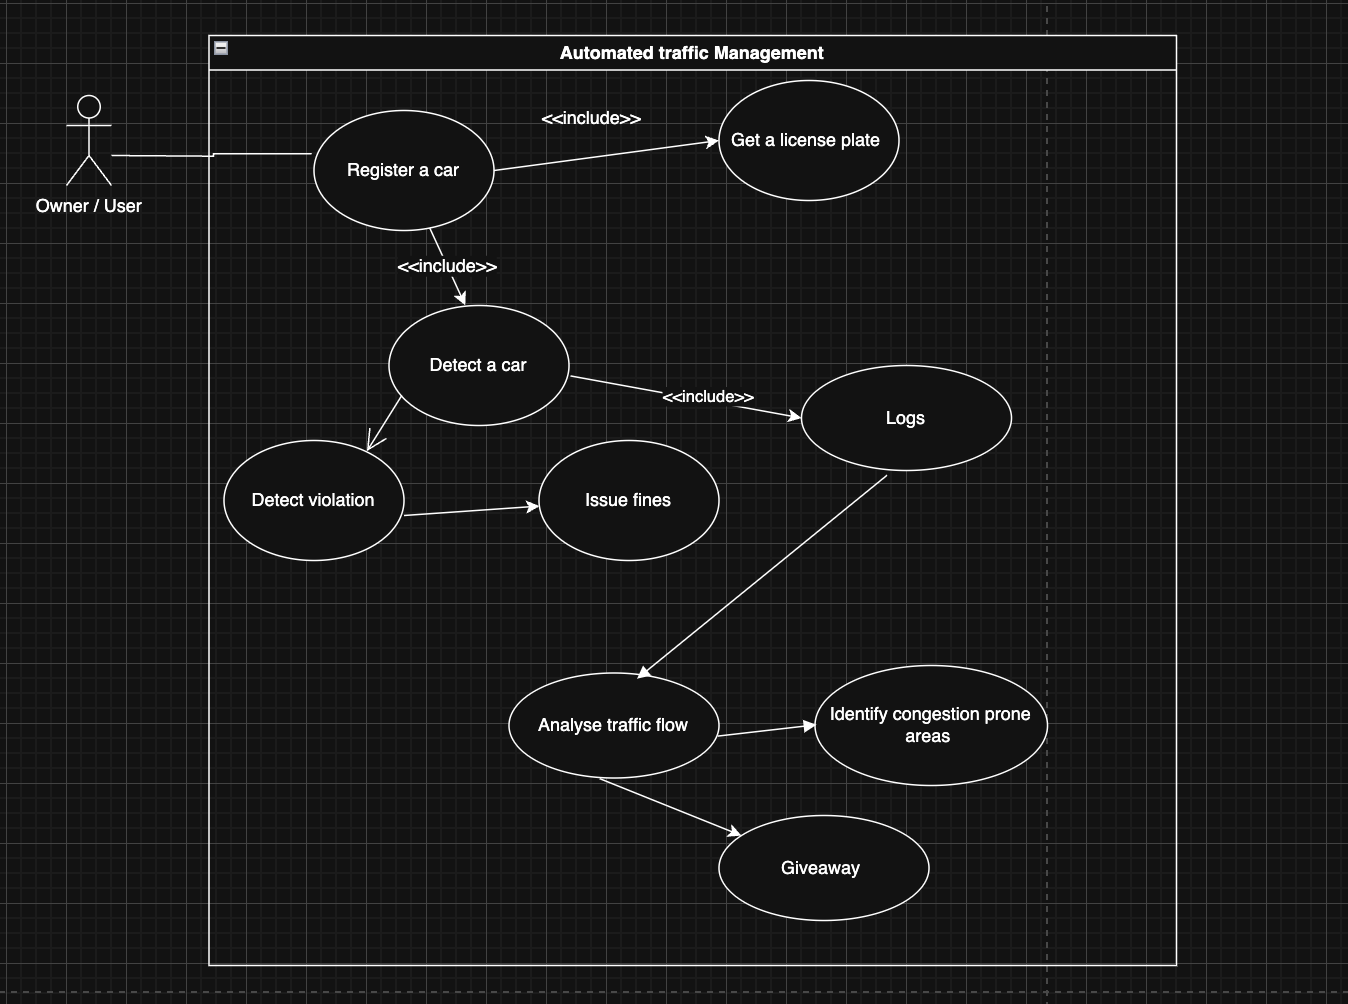 Automated traffic Management
<<include>>
Get a license plate
Register a car
Owner / User
<<include>>
Detect a car
<<include>>
Logs
Detect violation
Issue fines
Analyse traffic flow
Identify congestion prone
areas
Giveaway